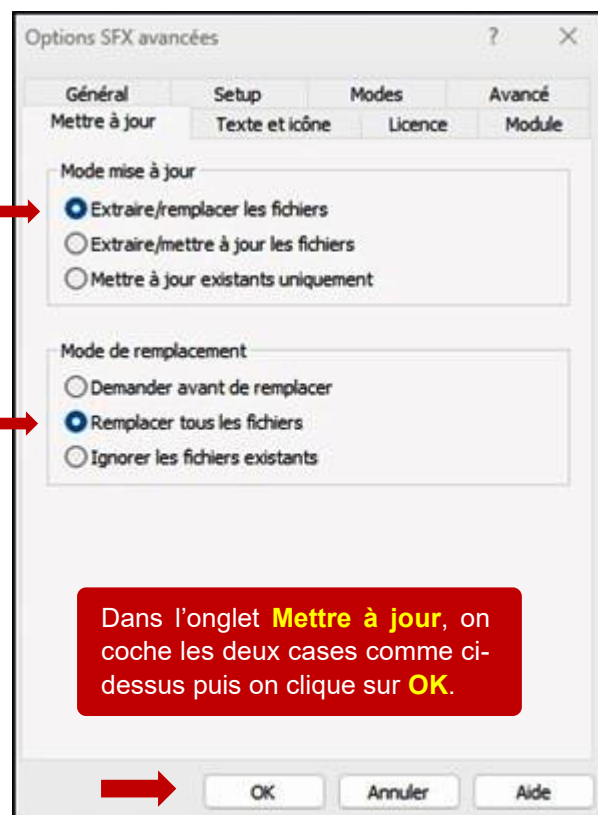 Options SFX avancées ? ×
Général Setup Modes Avancé
Mettre à jour Texte et icône Licence Module
Mode mise à jour
Extraire/remplacer les fichiers
Extraire/mettre à jour les fichiers
Mettre à jour existants uniquement
Mode de remplacement
Demander avant de remplacer
Remplacer tous les fichiers
Ignorer les fichiers existants
Dans l’onglet Mettre à jour, on
coche les deux cases comme ci-
dessus puis on clique sur OK.
OK Annuler Aide